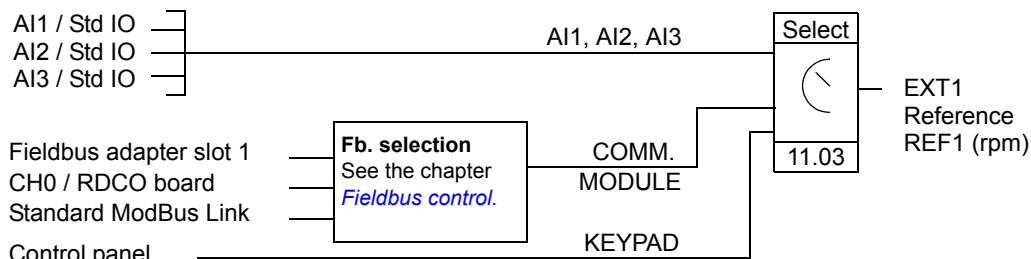 AI1 / Std IO
AI2 / Std IO
AI3 / Std IO
AI1, AI2, AI3
Select
EXT1
Reference
REF1 (rpm)
11.03
Fieldbus adapter slot 1
CH0 / RDCO board
Standard ModBus Link
Fb. selection
See the chapter
Fieldbus control.
COMM.
MODULE
KEYPAD
Control panel